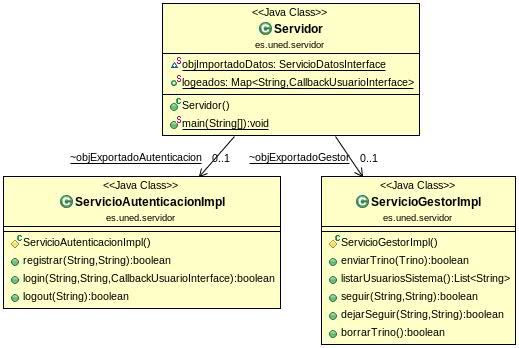 <<Java Class>>
Servidor
es.uned.servidor
objImportadoDatos: ServicioDatosInterface
logeados: Map<String,CallbackUsuarioInterface>
Servidor()
main(String[]):void
~objExportadoAutenticacion 0..1
~objExportadoGestor 0..1
<<Java Class>>
ServicioAutenticacionImpl
es.uned.servidor
ServicioAutenticacionImpl()
registrar(String,String):boolean
login(String,String,CallbackUsuarioInterface):boolean
logout(String):boolean
<<Java Class>>
ServicioGestorImpl
es.uned.servidor
ServicioGestorImpl()
enviarTrino(Trino):boolean
listarUsuariosSistema():List<String>
seguir(String,String):boolean
dejarSeguir(String,String):boolean
borrarTrino():boolean